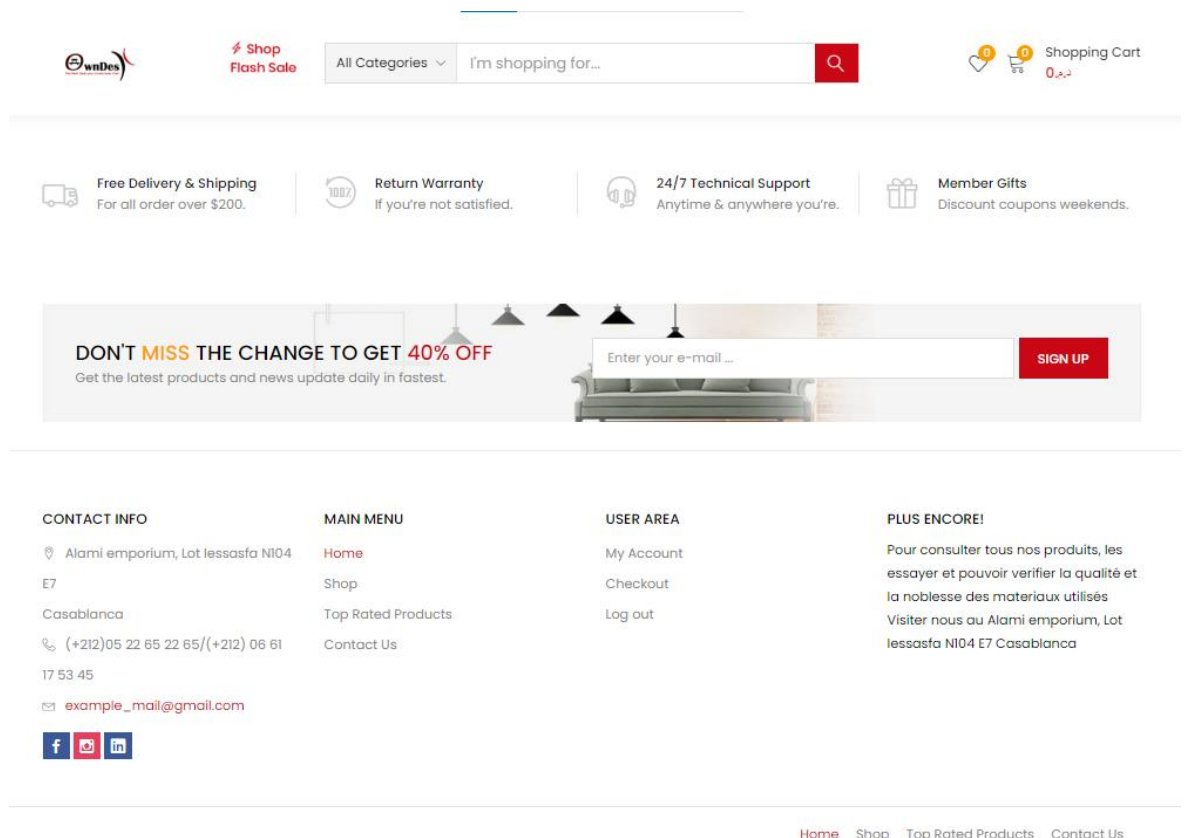 OwnDes
Shop
Flash Sale
All Categories
I'm shopping for...
0
0
Shopping Cart
0د.م.
Free Delivery & Shipping
For all order over $200.
100%
Return Warranty
If you're not satisfied.
24/7 Technical Support
Anytime & anywhere you're.
Member Gifts
Discount coupons weekends.
DON'T MISS THE CHANGE TO GET 40% OFF
Get the latest products and news update daily in fastest.
Enter your e-mail ...
SIGN UP
CONTACT INFO
Alami emporium, Lot lessasfa N104
E7
Casablanca
(+212)05 22 65 22 65/(+212) 06 61
17 53 45
example_mail@gmail.com
MAIN MENU
Home
Shop
Top Rated Products
Contact Us
USER AREA
My Account
Checkout
Log out
PLUS ENCORE!
Pour consulter tous nos produits, les
essayer et pouvoir verifier la qualité et
la noblesse des materiaux utilisés
Visiter nous au Alami emporium, Lot
lessasfa N104 E7 Casablanca
Home Shop Top Rated Products Contact Us